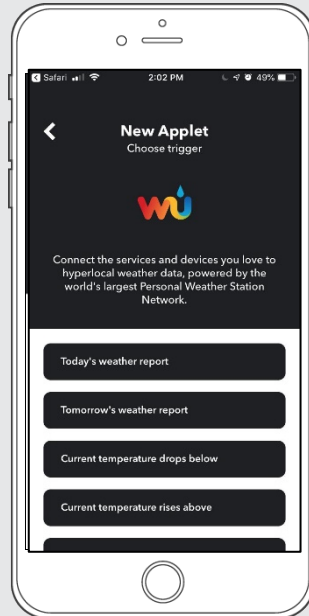 Safari 2:02 PM 49%
New Applet
Choose trigger
wu
Connect the services and devices you love to
hyperlocal weather data, powered by the
world's largest Personal Weather Station
Network.
Today's weather report
Tomorrow's weather report
Current temperature drops below
Current temperature rises above